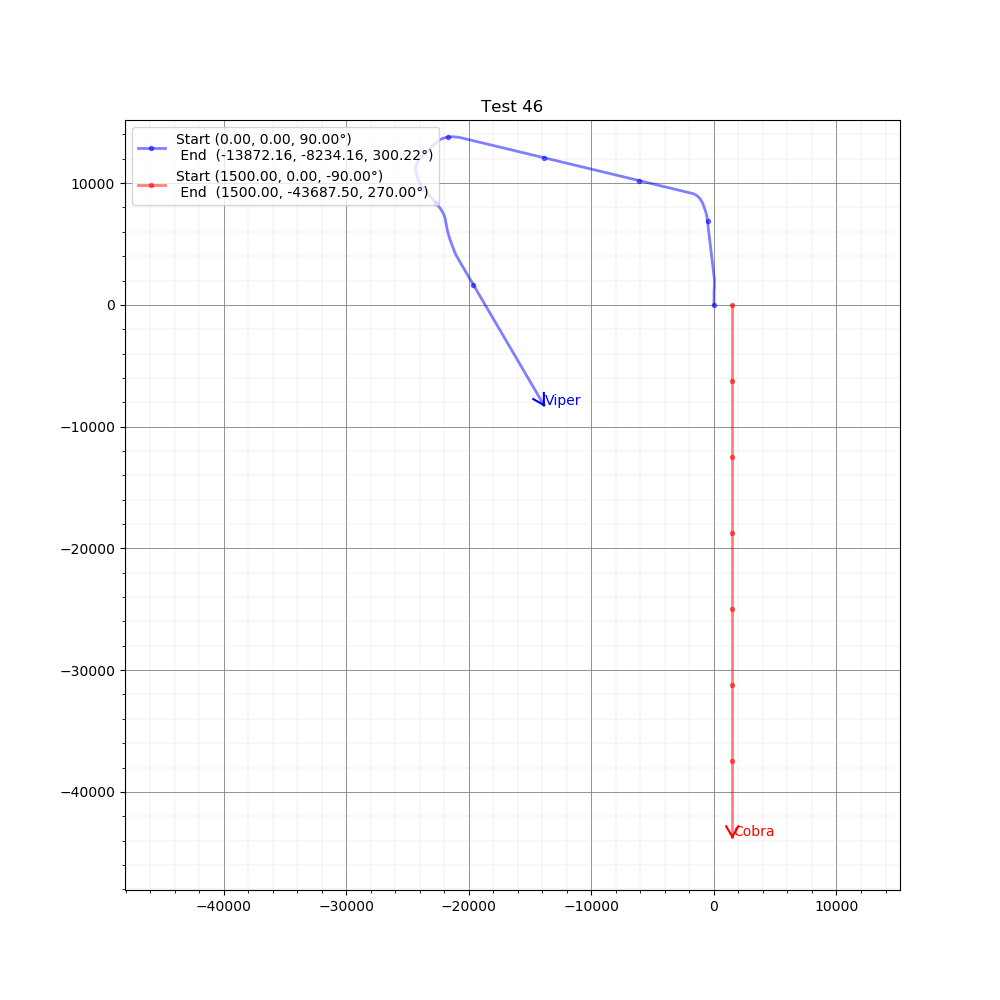 Test 46
Start (0.00, 0.00, 90.00°)
End (-13872.16, -8234.16, 300.22°)
Start (1500.00, 0.00, -90.00°)
End (1500.00, -43687.50, 270.00°)
10000
0
−10000
−20000
−30000
−40000
Viper
Cobra
−40000
−30000
−20000
−10000
0
10000